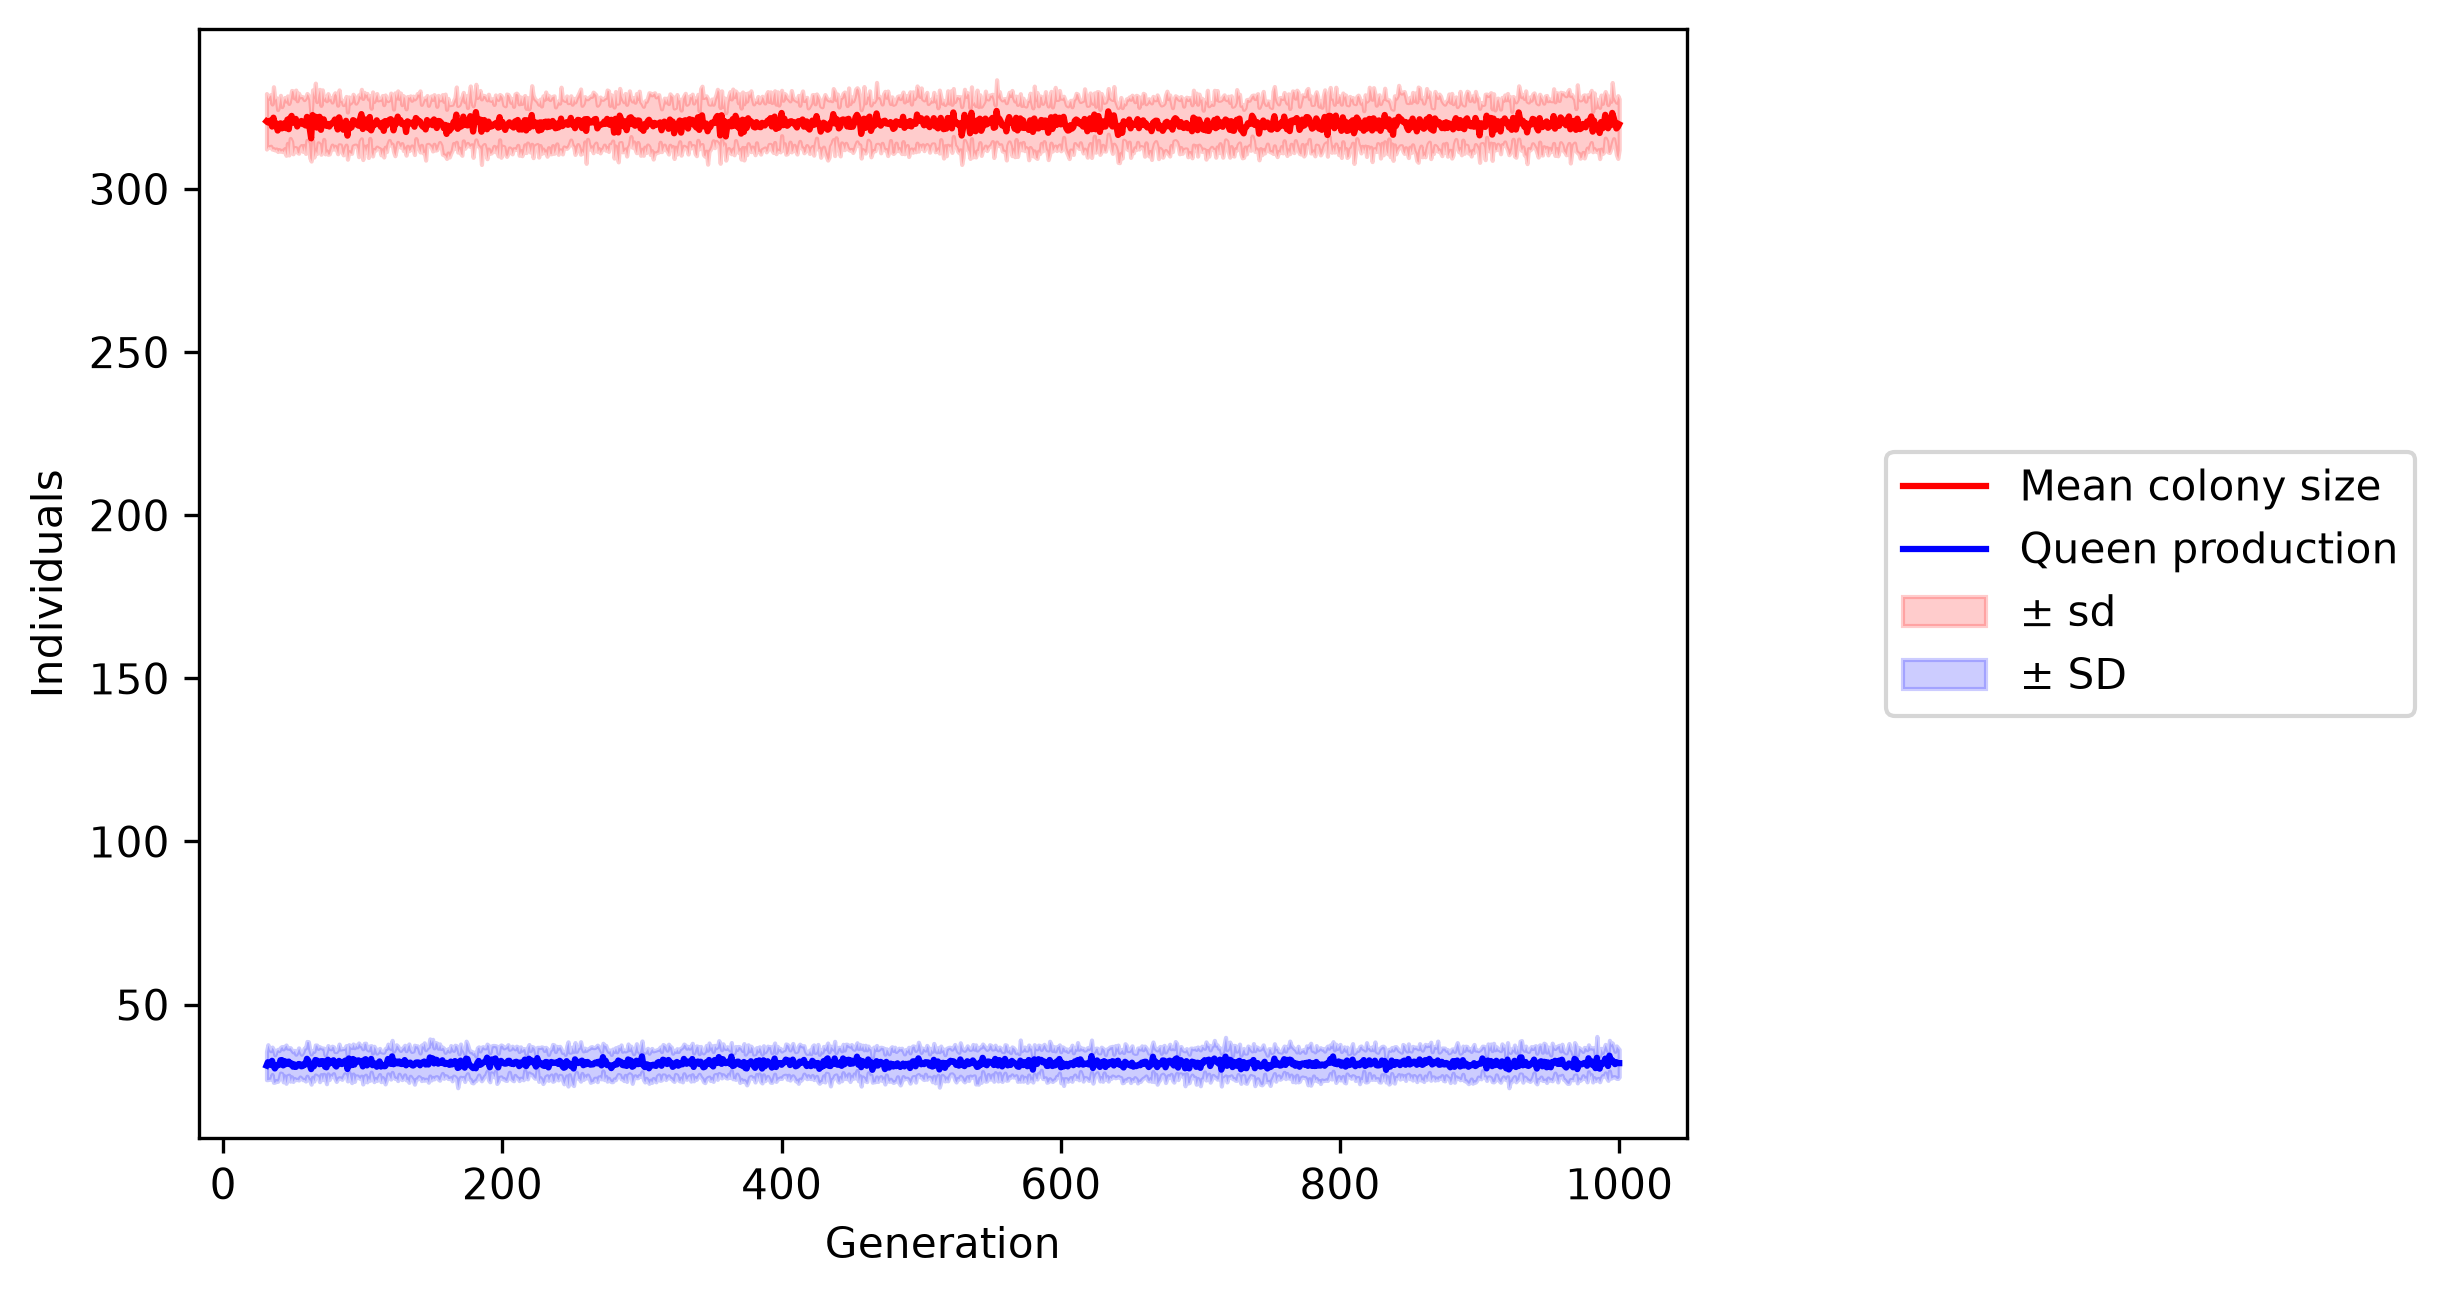 Individuals
300
250
200
150
100
50
0 200 400 600 800 1000
Generation
Mean colony size
Queen production
± sd
± SD